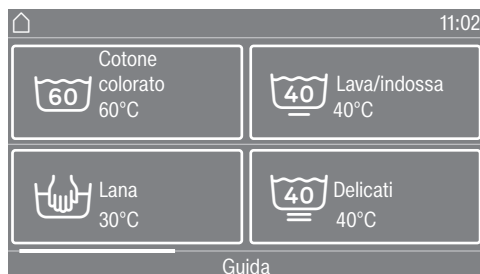 11:02
Cotone
colorato
60
60°C
40
Lava/indossa
40°C
Lana
30°C
40
Delicati
40°C
Guida